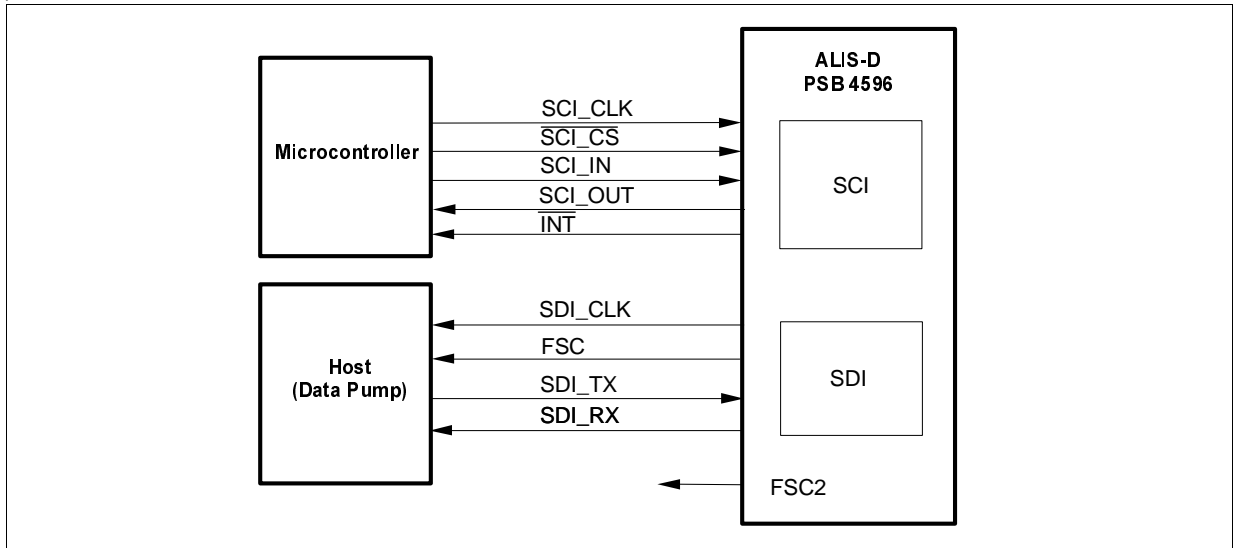 ALIS-D
PSB 4596
Microcontroller
SCI_CLK
SCI_CS
SCI_IN
SCI_OUT
INT
SCI
Host
(Data Pump)
SDI_CLK
FSC
SDI_TX
SDI_RX
SDI
FSC2